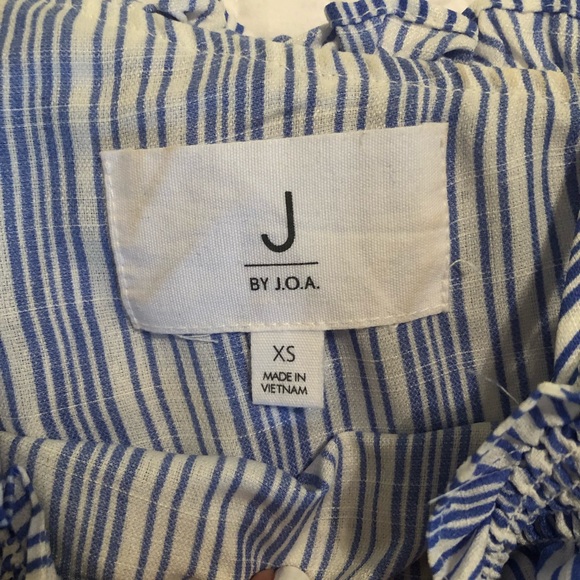 J
BY J.O.A.
XS
MADE IN
VIETNAM